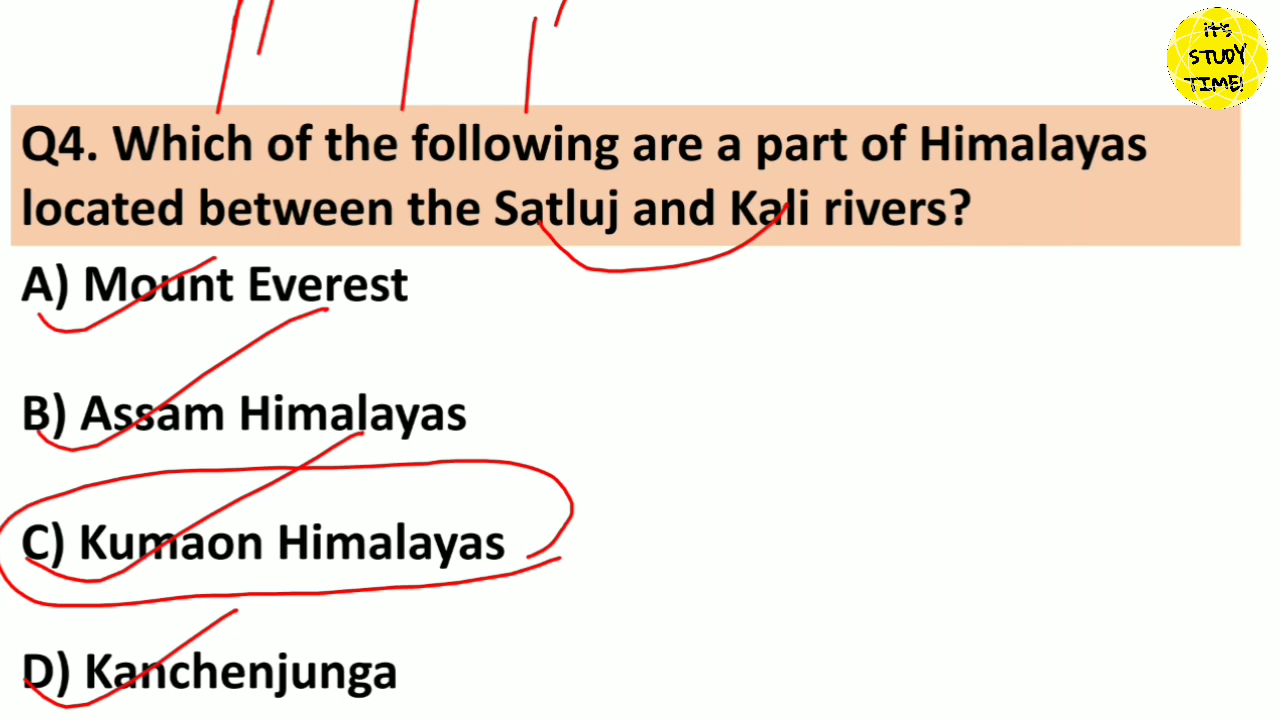 IT'S
STUDY
TIME!
Q4. Which of the following are a part of Himalayas
located between the Satluj and Kali rivers?
A) Mount Everest
B) Assam Himalayas
C) Kumaon Himalayas
D) Kanchenjunga